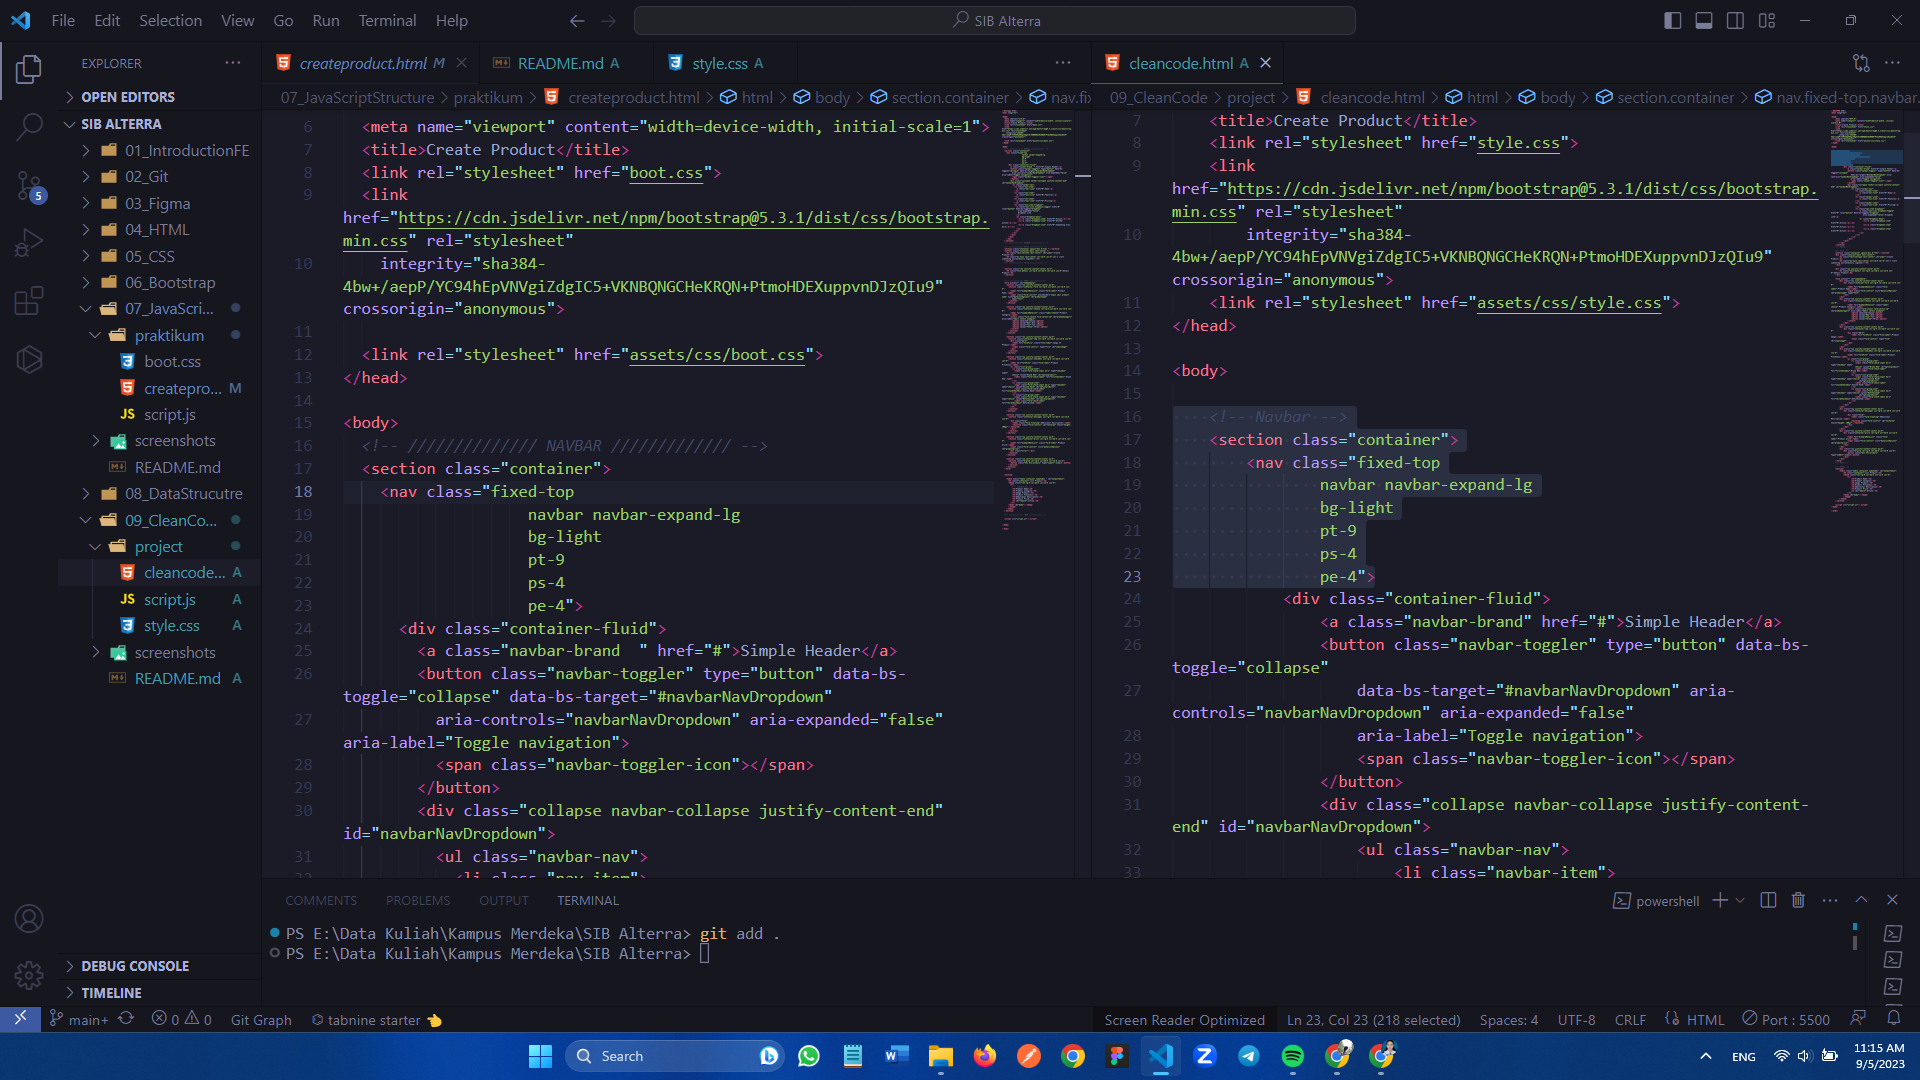 File Edit Selection View Go Run Terminal Help
SIB Alterra
EXPLORER
OPEN EDITORS
SIB ALTERRA
01_IntroductionFE
02_Git
03_Figma
04_HTML
05_CSS
06_Bootstrap
07_JavaScri...
praktikum
boot.css
createpro... M
JS script.js
screenshots
README.md
08_DataStrucutre
09_CleanCo...
project
cleancode... A
JS script.js A
style.css A
screenshots
README.md A
DEBUG CONSOLE
TIMELINE
5
createproduct.html M
README.md A
style.css A
07_JavaScriptStructure > praktikum > createproduct.html > html > body > section.container > nav.fi
6 <meta name="viewport" content="width=device-width, initial-scale=1">
7 <title>Create Product</title>
8 <link rel="stylesheet" href="boot.css">
9 <link
href="https://cdn.jsdelivr.net/npm/bootstrap@5.3.1/dist/css/bootstrap.
min.css" rel="stylesheet"
10 integrity="sha384-
4bw+/aepP/YC94hEpVNVgiZdgIC5+VKNBQNGCHeKRQN+PtmoHDEXuppvnDJzQIu9"
crossorigin="anonymous">
11
12 <link rel="stylesheet" href="assets/css/boot.css">
13 </head>
14
15 <body>
16 <!-- ////////////// NAVBAR ///////////// -->
17 <section class="container">
18 <nav class="fixed-top
19 navbar navbar-expand-lg
20 bg-light
21 pt-9
22 ps-4
23 pe-4">
24 <div class="container-fluid">
25 <a class="navbar-brand  " href="#">Simple Header</a>
26 <button class="navbar-toggler" type="button" data-bs-
toggle="collapse" data-bs-target="#navbarNavDropdown"
27 aria-controls="navbarNavDropdown" aria-expanded="false"
aria-label="Toggle navigation">
28 <span class="navbar-toggler-icon"></span>
29 </button>
30 <div class="collapse navbar-collapse justify-content-end"
id="navbarNavDropdown">
31 <ul class="navbar-nav">
32 <li class="nav-item">
cleancode.html A
09_CleanCode > project > cleancode.html > html > body > section.container > nav.fixed-top.navbar.
7 <title>Create Product</title>
8 <link rel="stylesheet" href="style.css">
9 <link
href="https://cdn.jsdelivr.net/npm/bootstrap@5.3.1/dist/css/bootstrap.
min.css" rel="stylesheet"
10 integrity="sha384-
4bw+/aepP/YC94hEpVNVgiZdgIC5+VKNBQNGCHeKRQN+PtmoHDEXuppvnDJzQIu9"
crossorigin="anonymous">
11 <link rel="stylesheet" href="assets/css/style.css">
12 </head>
13
14 <body>
15
16 <!-- Navbar -->
17 <section class="container">
18 <nav class="fixed-top
19 navbar navbar-expand-lg
20 bg-light
21 pt-9
22 ps-4
23 pe-4">
24 <div class="container-fluid">
25 <a class="navbar-brand" href="#">Simple Header</a>
26 <button class="navbar-toggler" type="button" data-bs-
toggle="collapse"
27 data-bs-target="#navbarNavDropdown" aria-
controls="navbarNavDropdown" aria-expanded="false"
28 aria-label="Toggle navigation">
29 <span class="navbar-toggler-icon"></span>
30 </button>
31 <div class="collapse navbar-collapse justify-content-
end" id="navbarNavDropdown">
32 <ul class="navbar-nav">
33 <li class="navbar-item">
COMMENTS PROBLEMS OUTPUT TERMINAL
powershell
PS E:\Data Kuliah\Kampus Merdeka\SIB Alterra> git add .
PS E:\Data Kuliah\Kampus Merdeka\SIB Alterra>
main+ 0 0 Git Graph tabnine starter
Screen Reader Optimized Ln 23, Col 23 (218 selected) Spaces: 4 UTF-8 CRLF HTML Port : 5500
Search
ENG
11:15 AM
9/5/2023